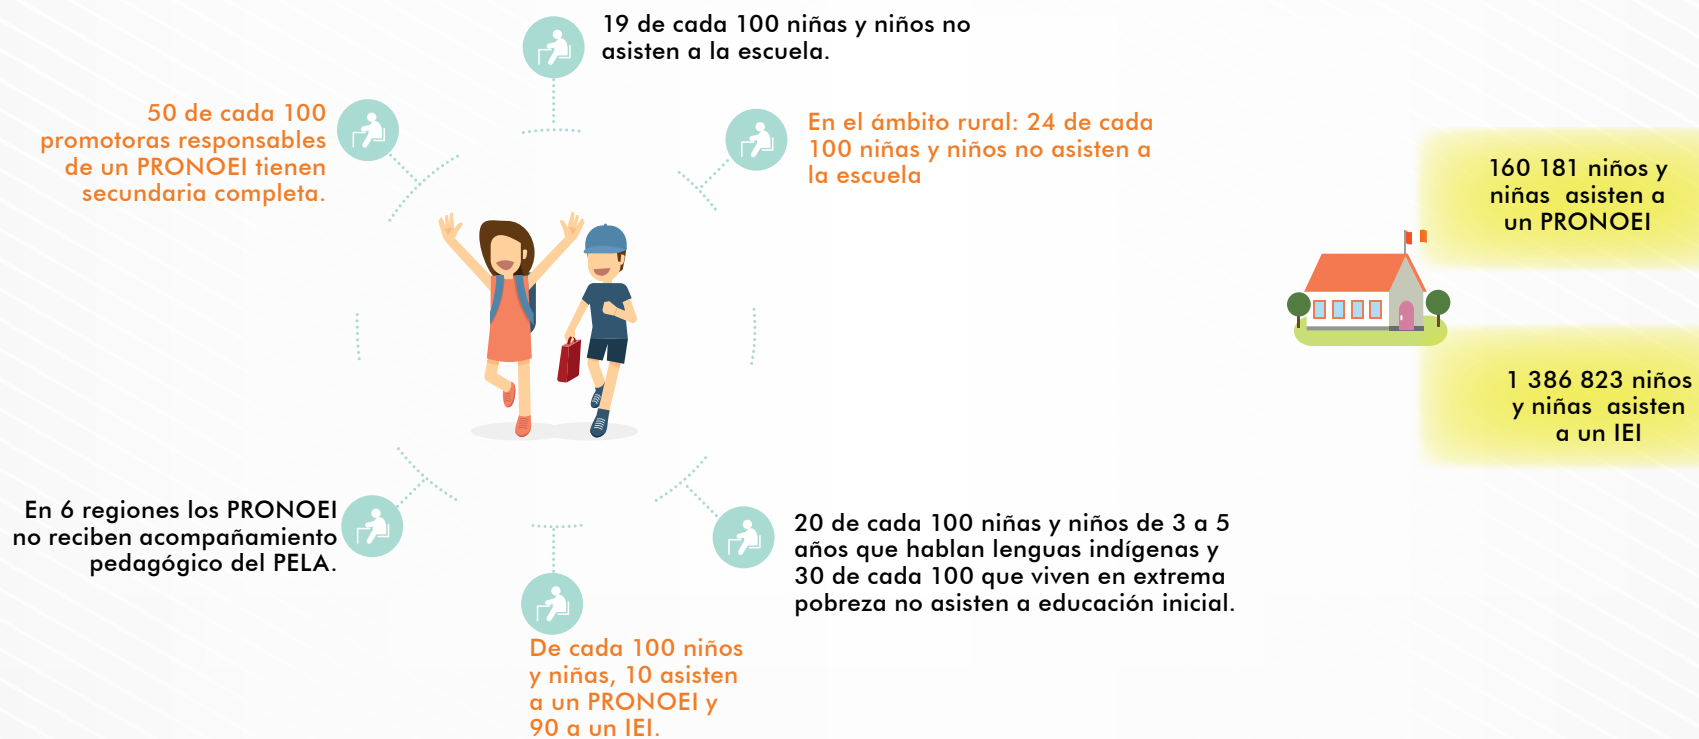 19 de cada 100 niñas y niños no
asisten a la escuela.
50 de cada 100
promotoras responsables
de un PRONOEI tienen
secundaria completa.
En el ámbito rural: 24 de cada
100 niñas y niños no asisten a
la escuela
160 181 niños y
niñas asisten a
un PRONOEI
1 386 823 niños
y niñas asisten
a un IEI
En 6 regiones los PRONOEI
no reciben acompañamiento
pedagógico del PELA.
20 de cada 100 niñas y niños de 3 a 5
años que hablan lenguas indígenas y
30 de cada 100 que viven en extrema
pobreza no asisten a educación inicial.
De cada 100 niños
y niñas, 10 asisten
a un PRONOEI y
90 a un IEI.